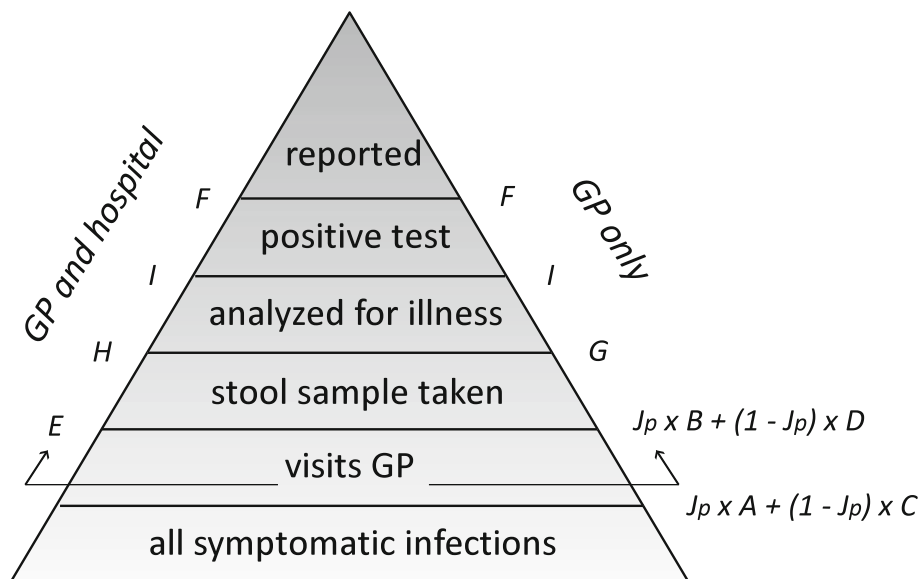 reported
GP and hospital
GP only
F
F
positive test
I
I
analyzed for illness
H
G
stool sample taken
E
Jp x B + (1 - Jp) x D
visits GP
Jp x A + (1 - Jp) x C
all symptomatic infections